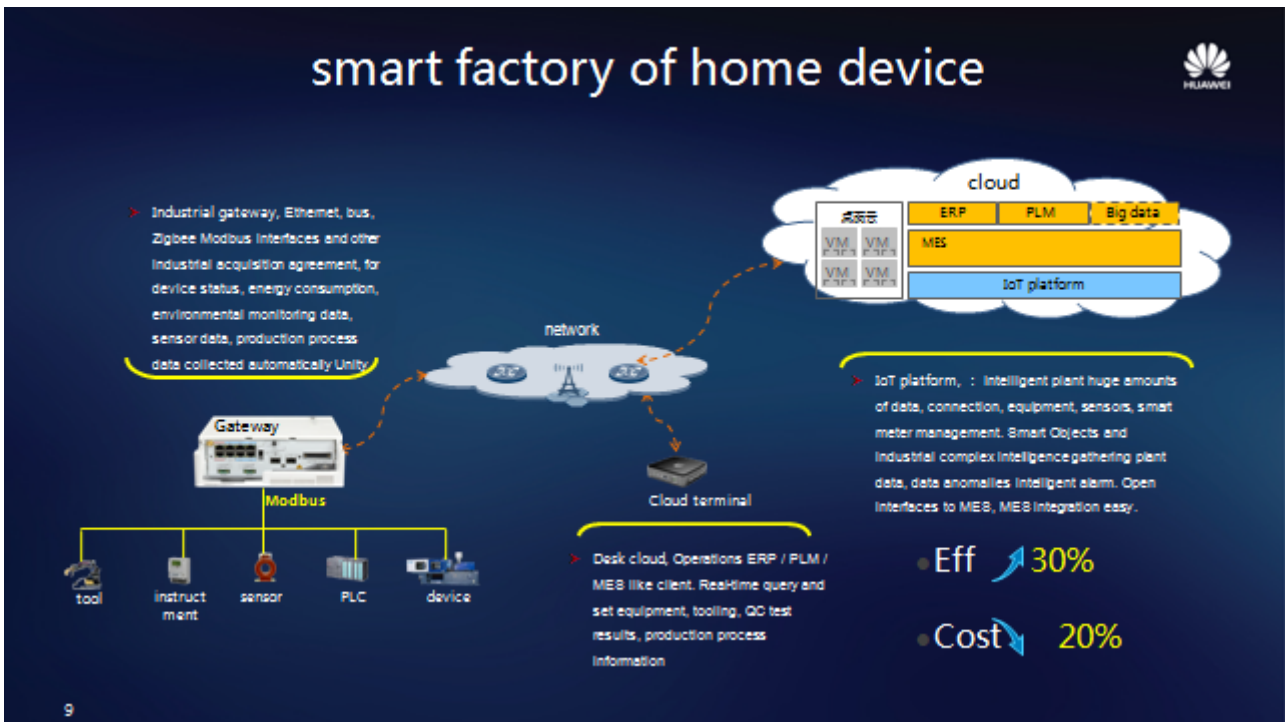 smart factory of home device
HUAWEI
Industrial gateway, Ethernet, bus,
Zigbee Modbus interfaces and other
industrial acquisition agreement, for
device status, energy consumption,
environmental monitoring data,
sensor data, production process
data collected automatically Unity
cloud
桌面云
ERP
PLM
Big data
VM
VM
MES
VM
VM
IoT platform
network
Gateway
Modbus
tool
instruct
ment
sensor
PLC
device
Cloud terminal
Desk cloud, Operations ERP / PLM /
MES like client. Real-time query and
set equipment, tooling, QC test
results, production process
information
IoT platform, : Intelligent plant huge amounts
of data, connection, equipment, sensors, smart
meter management. Smart Objects and
industrial complex intelligence gathering plant
data, data anomalies intelligent alarm. Open
interfaces to MES, MES integration easy.
Eff 30%
Cost 20%
9